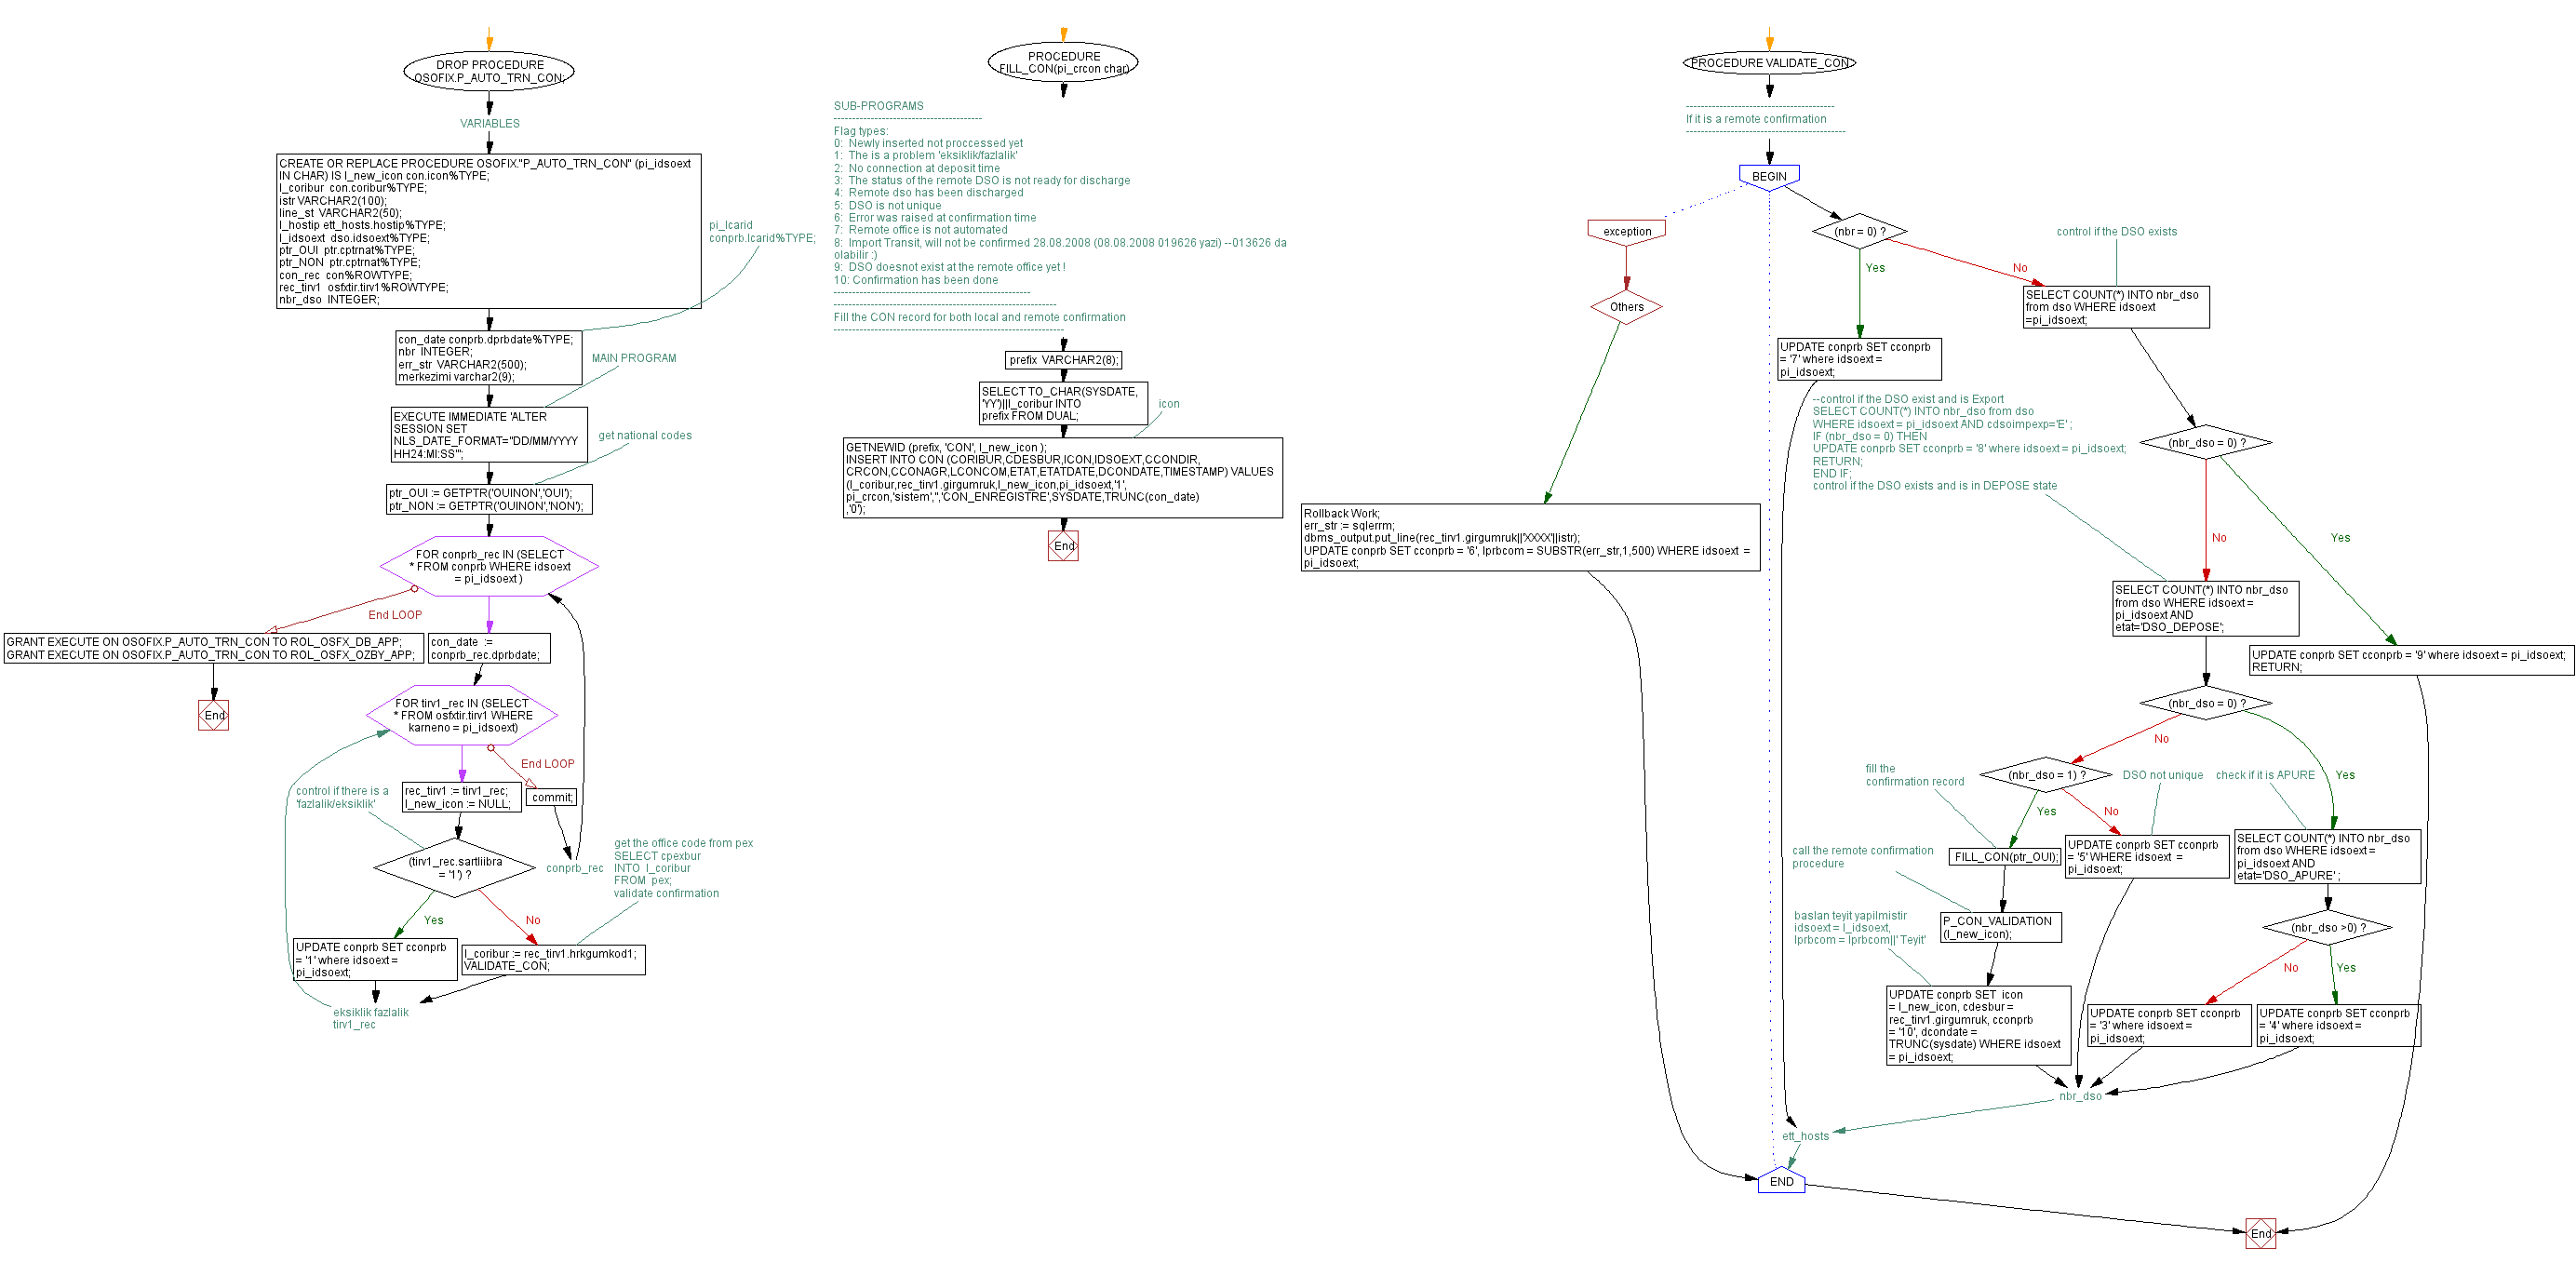 DROP PROCEDURE
OSOFIX.P_AUTO_TRN_CON;
VARIABLES
CREATE OR REPLACE PROCEDURE OSOFIX."P_AUTO_TRN_CON" (pi_idsoext
IN CHAR) IS l_new_icon con.icon%TYPE;
l_coribur  con.coribur%TYPE;
istr VARCHAR2(100);
line_st  VARCHAR2(50);
l_hostip ett_hosts.hostip%TYPE;
l_idsoext  dso.idsoext%TYPE;
ptr_OUI  ptr.cptrnat%TYPE;
ptr_NON  ptr.cptrnat%TYPE;
con_rec  con%ROWTYPE;
rec_tirv1  osfxtir.tirv1%ROWTYPE;
nbr_dso  INTEGER;
pi_lcarid
conprb.lcarid%TYPE;
con_date conprb.dprbdate%TYPE;
nbr  INTEGER;
err_str  VARCHAR2(500);
merkezimi varchar2(9);
MAIN PROGRAM
EXECUTE IMMEDIATE 'ALTER
SESSION SET
NLS_DATE_FORMAT="DD/MM/YYYY
HH24:MI:SS"';
get national codes
ptr_OUI := GETPTR('OUINON','OUI');
ptr_NON := GETPTR('OUINON','NON');
FOR conprb_rec IN (SELECT
* FROM conprb WHERE idsoext
= pi_idsoext )
End LOOP
GRANT EXECUTE ON OSOFIX.P_AUTO_TRN_CON TO ROL_OSFX_DB_APP;
GRANT EXECUTE ON OSOFIX.P_AUTO_TRN_CON TO ROL_OSFX_OZBY_APP;
End
con_date  :=
conprb_rec.dprbdate;
FOR tirv1_rec IN (SELECT
* FROM osfxtir.tirv1 WHERE
karneno = pi_idsoext)
End LOOP
commit;
rec_tirv1 := tirv1_rec;
l_new_icon := NULL;
control if there is a
'fazlalik/eksiklik'
(tirv1_rec.sartliibra
= '1') ?
conprb_rec
get the office code from pex
SELECT cpexbur
INTO  l_coribur
FROM  pex;
validate confirmation
Yes
No
UPDATE conprb SET cconprb
= '1' where idsoext =
pi_idsoext;
l_coribur := rec_tirv1.hrkgumkod1;
VALIDATE_CON;
eksiklik fazlalik
tirv1_rec
PROCEDURE
FILL_CON(pi_crcon char)
SUB-PROGRAMS
----------------------------------------
Flag types:
0:  Newly inserted not proccessed yet
1:  The is a problem 'eksiklik/fazlalik'
2:  No connection at deposit time
3:  The status of the remote DSO is not ready for discharge
4:  Remote dso has been discharged
5:  DSO is not unique
6:  Error was raised at confirmation time
7:  Remote office is not automated
8:  Import Transit, will not be confirmed 28.08.2008 (08.08.2008 019626 yazi) --013626 da
olabilir :)
9:  DSO doesnot exist at the remote office yet !
10: Confirmation has been done
-----------------------------------------------------
------------------------------------------------------------
Fill the CON record for both local and remote confirmation
--------------------------------------------------------------
prefix  VARCHAR2(8);
SELECT TO_CHAR(SYSDATE,
'YY')||l_coribur INTO
prefix FROM DUAL;
icon
GETNEWID (prefix, 'CON', l_new_icon );
INSERT INTO CON (CORIBUR,CDESBUR,ICON,IDSOEXT,CCONDIR,
CRCON,CCONAGR,LCONCOM,ETAT,ETATDATE,DCONDATE,TIMESTAMP) VALUES
(l_coribur,rec_tirv1.girgumruk,l_new_icon,pi_idsoext,'1',
pi_crcon,'sistem','','CON_ENREGISTRE',SYSDATE,TRUNC(con_date)
,'0');
End
PROCEDURE VALIDATE_CON
----------------------------------------
If it is a remote confirmation
-------------------------------------------
BEGIN
exception
Others
Rollback Work;
err_str := sqlerrm;
dbms_output.put_line(rec_tirv1.girgumruk||'XXXX'||istr);
UPDATE conprb SET cconprb = '6', lprbcom = SUBSTR(err_str,1,500) WHERE idsoext  =
pi_idsoext;
(nbr = 0) ?
Yes
No
control if the DSO exists
SELECT COUNT(*) INTO nbr_dso
from dso WHERE idsoext
=pi_idsoext;
UPDATE conprb SET cconprb
= '7' where idsoext =
pi_idsoext;
--control if the DSO exist and is Export
SELECT COUNT(*) INTO nbr_dso from dso
WHERE idsoext = pi_idsoext AND cdsoimpexp='E' ;
IF (nbr_dso = 0) THEN
UPDATE conprb SET cconprb = '8' where idsoext = pi_idsoext;
RETURN;
END IF;
control if the DSO exists and is in DEPOSE state
(nbr_dso = 0) ?
No
Yes
SELECT COUNT(*) INTO nbr_dso
from dso WHERE idsoext =
pi_idsoext AND
etat='DSO_DEPOSE';
UPDATE conprb SET cconprb = '9' where idsoext = pi_idsoext;
RETURN;
(nbr_dso = 0) ?
No
Yes
(nbr_dso = 1) ?
fill the
confirmation record
DSO not unique
check if it is APURE
Yes
No
FILL_CON(ptr_OUI);
UPDATE conprb SET cconprb
= '5' WHERE idsoext  =
pi_idsoext;
SELECT COUNT(*) INTO nbr_dso
from dso WHERE idsoext =
pi_idsoext AND
etat='DSO_APURE' ;
call the remote confirmation
procedure
P_CON_VALIDATION
(l_new_icon);
(nbr_dso >0) ?
baslan teyit yapilmistir
idsoext = l_idsoext,
lprbcom = lprbcom||' Teyit'
No
Yes
UPDATE conprb SET  icon
= l_new_icon, cdesbur =
rec_tirv1.girgumruk, cconprb
= '10', dcondate =
TRUNC(sysdate) WHERE idsoext
= pi_idsoext;
UPDATE conprb SET cconprb
= '3' where idsoext =
pi_idsoext;
UPDATE conprb SET cconprb
= '4' where idsoext =
pi_idsoext;
nbr_dso
ett_hosts
END
End